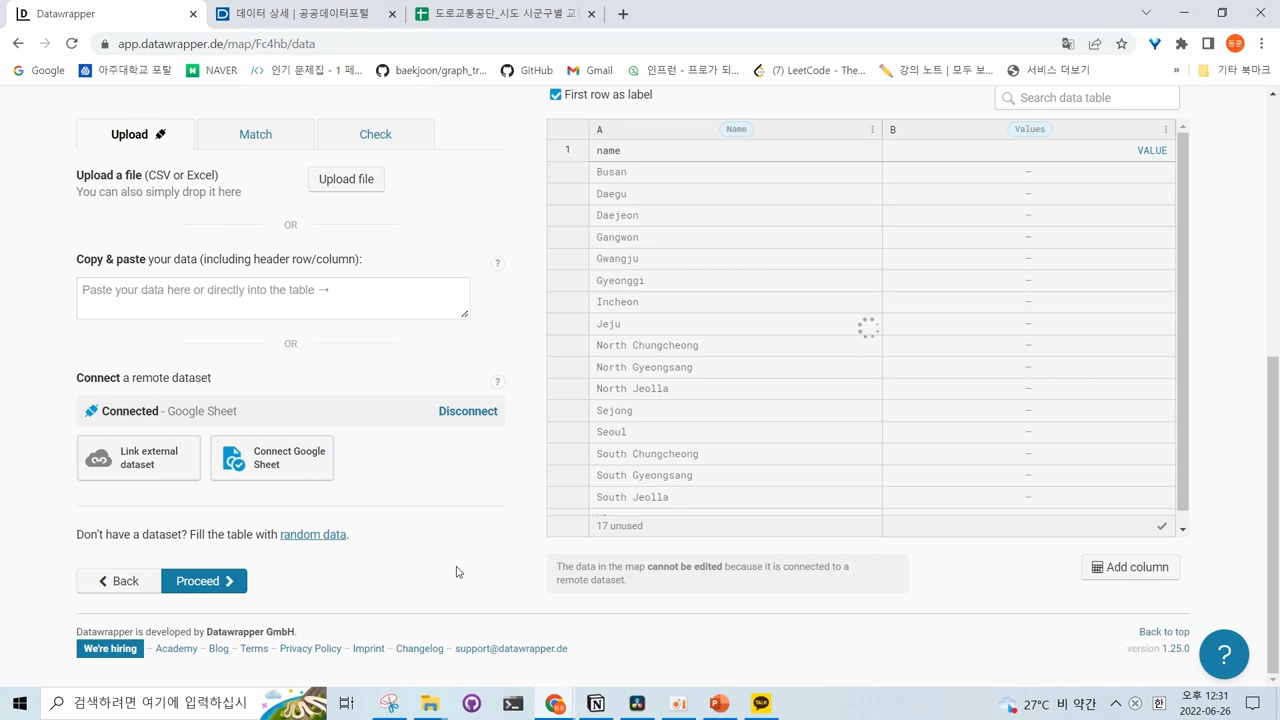 Datawrapper
데이터 상세 | 공공데이터포털
도로교통공단_시도 시군구별 교통
app.datawrapper.de/map/Fc4hb/data
동훈
Google
아주대학교 포탈
NAVER
인기 문제집 - 1 페...
baekjoon/graph_tr...
GitHub
Gmail
인프런 - 프로가 되...
(7) LeetCode - The...
강의 노트 | 모두 보...
서비스 더보기
»
기타 북마크
First row as label
Search data table
Upload
Match
Check
A Name B Values
1 name VALUE
Upload a file (CSV or Excel)
You can also simply drop it here
Upload file
OR
Copy & paste your data (including header row/column):
?
Paste your data here or directly into the table →
OR
Connect a remote dataset
?
Connected - Google Sheet
Disconnect
Link external
dataset
Connect Google
Sheet
Don't have a dataset? Fill the table with random data.
Back
Proceed
Busan –
Daegu –
Daejeon –
Gangwon –
Gwangju –
Gyeonggi –
Incheon –
Jeju –
North Chungcheong –
North Gyeongsang –
North Jeolla –
Sejong –
Seoul –
South Chungcheong –
South Gyeongsang –
South Jeolla –
17 unused
The data in the map cannot be edited because it is connected to a
remote dataset.
Add column
Datawrapper is developed by Datawrapper GmbH.
Back to top
We're hiring – Academy – Blog – Terms – Privacy Policy – Imprint – Changelog – support@datawrapper.de
version 1.25.0
?
검색하려면 여기에 입력하십시
TALK
27°C 비 약간
한
오후 12:31
2022-06-26